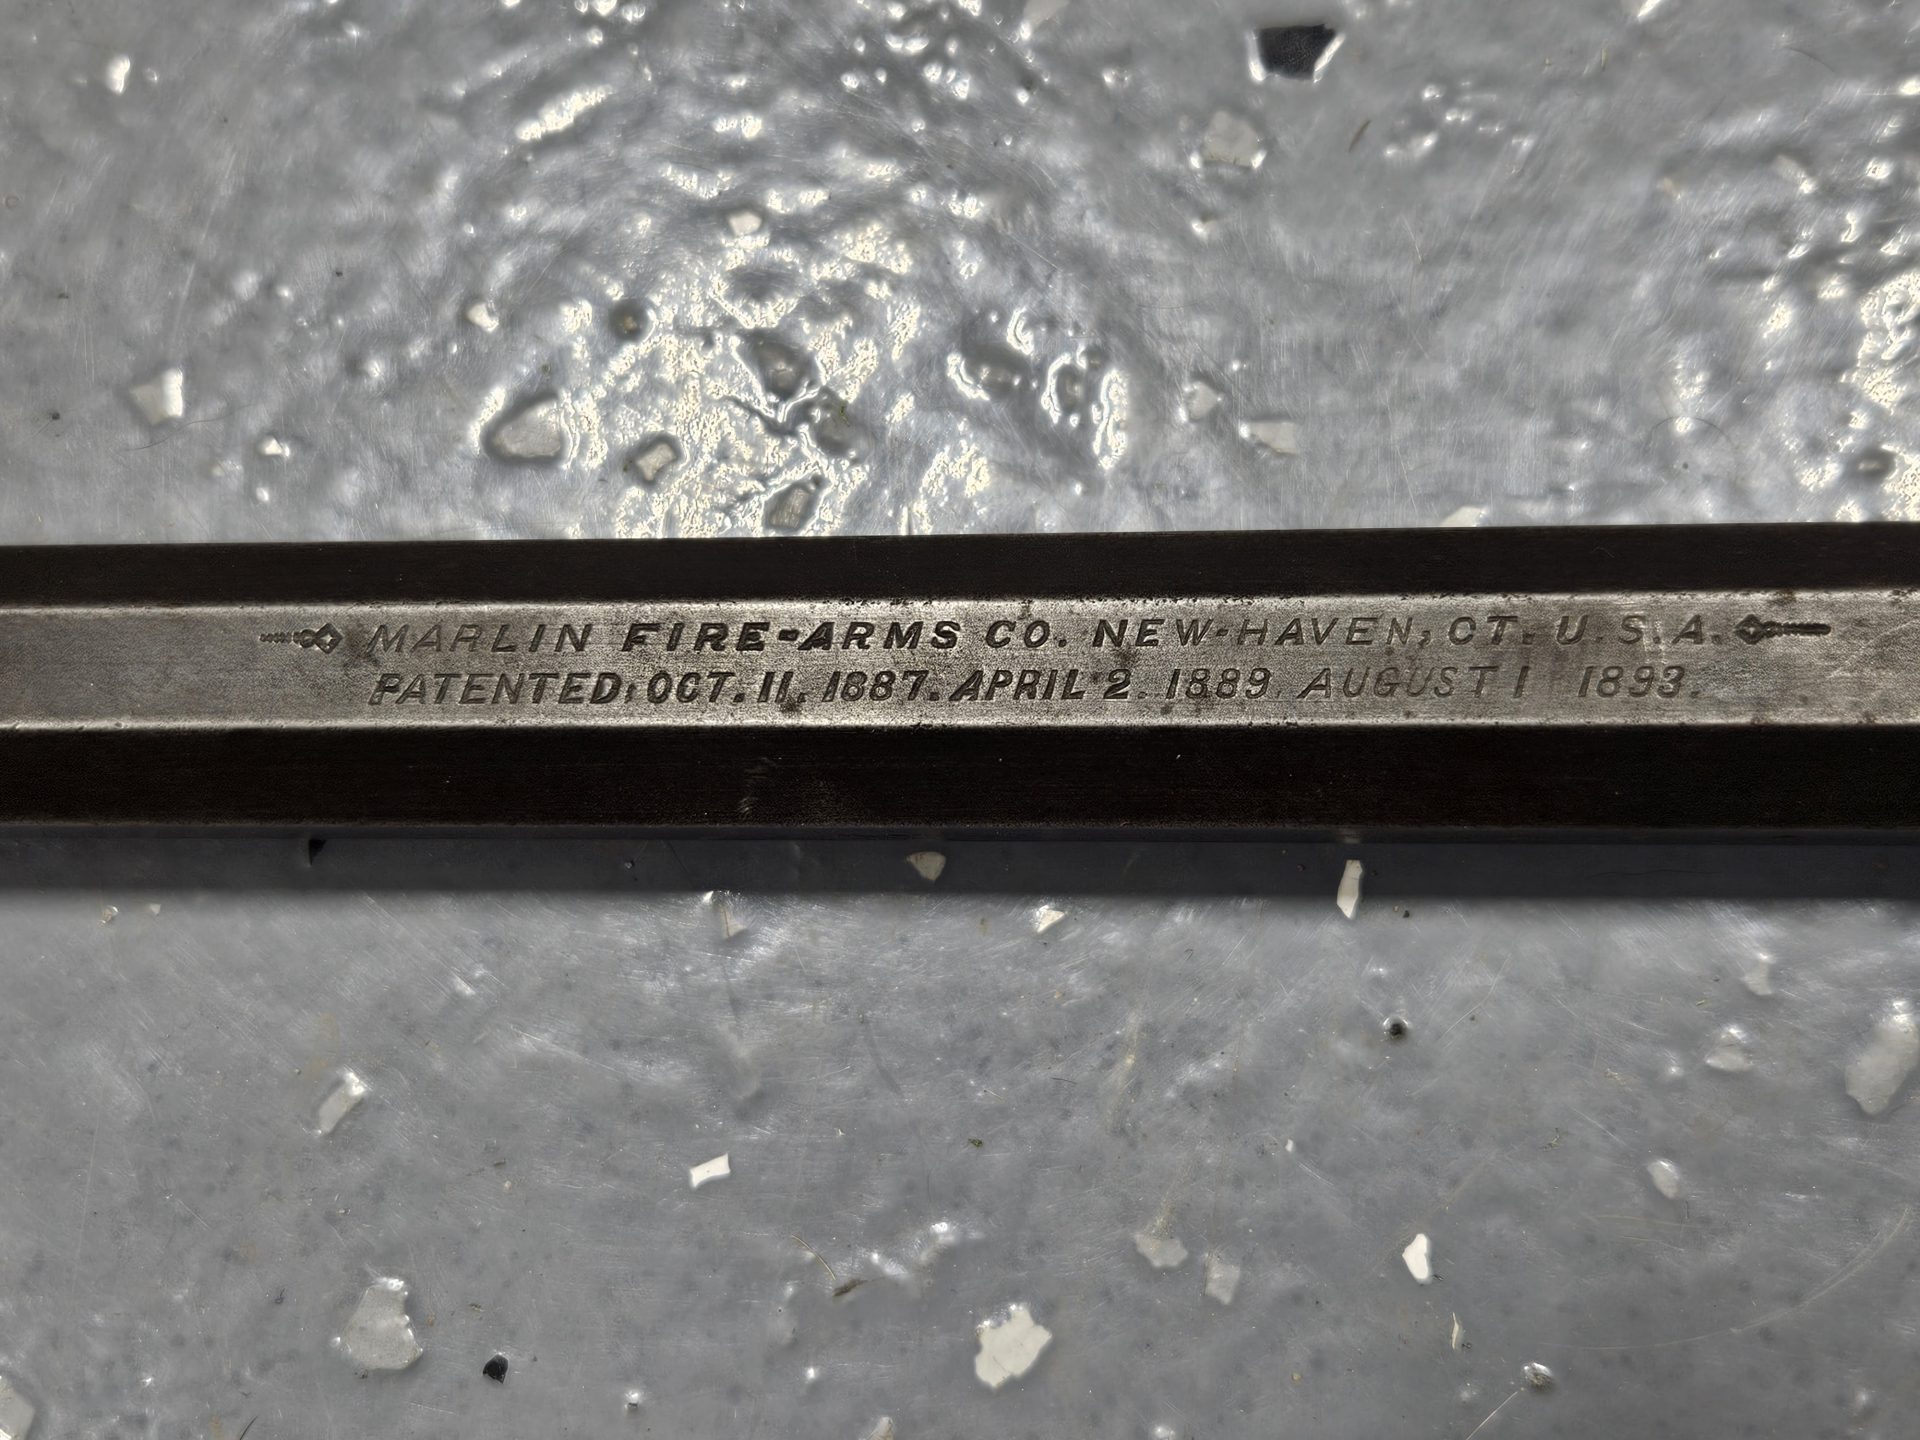 MARLIN FIRE-ARMS CO. NEW-HAVEN, CT. U.S.A.
PATENTED. OCT. 11. 1887. APRIL 2. 1889. AUGUST 1 1893.